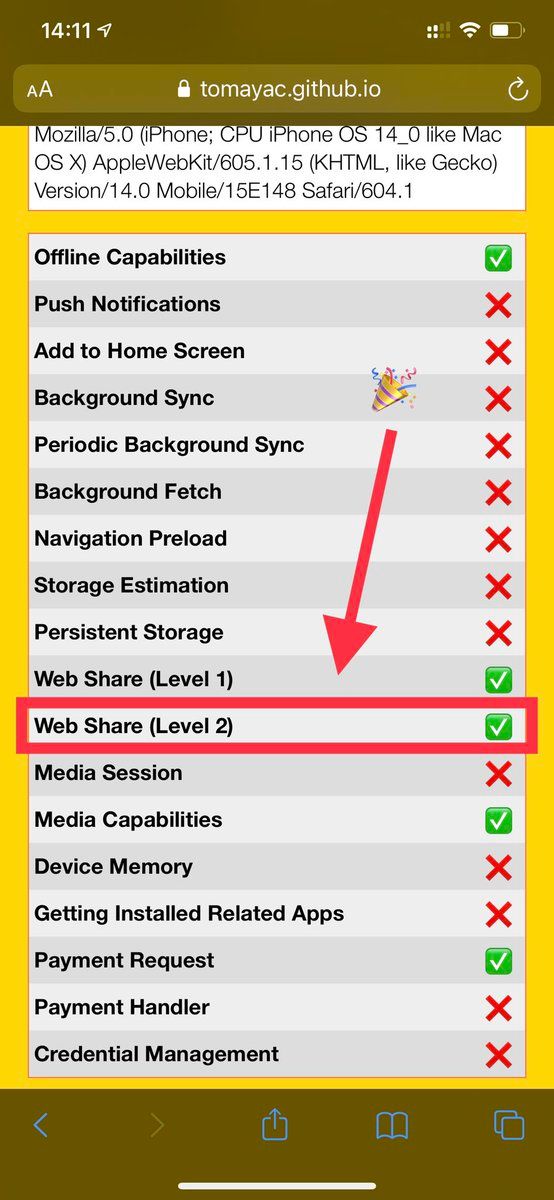 14:11
AA tomayac.github.io
Mozilla/5.0 (iPhone; CPU iPhone OS 14_0 like Mac
OS X) AppleWebKit/605.1.15 (KHTML, like Gecko)
Version/14.0 Mobile/15E148 Safari/604.1
Offline Capabilities
Push Notifications
Add to Home Screen
Background Sync
Periodic Background Sync
Background Fetch
Navigation Preload
Storage Estimation
Persistent Storage
Web Share (Level 1)
Web Share (Level 2)
Media Session
Media Capabilities
Device Memory
Getting Installed Related Apps
Payment Request
Payment Handler
Credential Management